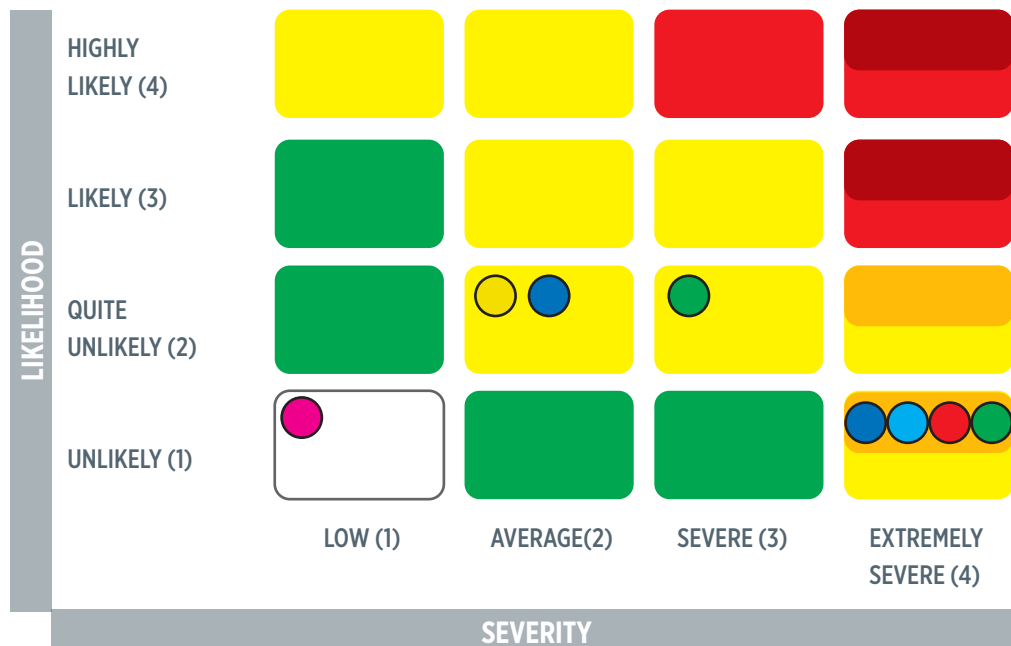 LIKELIHOOD
HIGHLY
LIKELY (4)
LIKELY (3)
QUITE
UNLIKELY (2)
UNLIKELY (1)
LOW (1)
AVERAGE(2)
SEVERE (3)
EXTREMELY
SEVERE (4)
SEVERITY